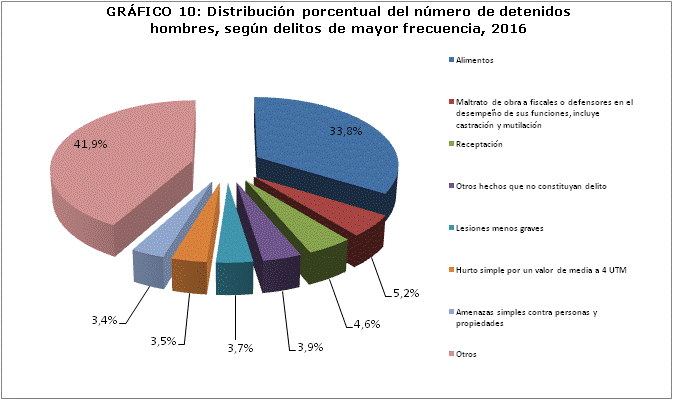 GRÁFICO 10: Distribución porcentual del número de detenidos
hombres, según delitos de mayor frecuencia, 2016
33,8%
5,2%
4,6%
3,9%
3,7%
3,5%
3,4%
41,9%
Alimentos
Maltrato de obra a fiscales o defensores en el
desempeño de sus funciones, incluye
castración y mutilación
Receptación
Otros hechos que no constituyan delito
Lesiones menos graves
Hurto simple por un valor de media a 4 UTM
Amenazas simples contra personas y
propiedades
Otros